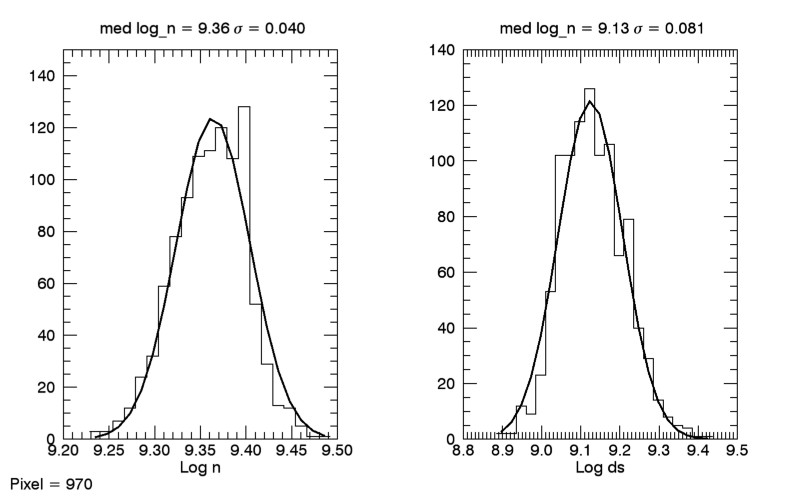 med log_n = 9.36 σ = 0.040
med log_n = 9.13 σ = 0.081
140
120
100
80
60
40
20
0
9.20 9.25 9.30 9.35 9.40 9.45 9.50
Log n
140
120
100
80
60
40
20
0
8.8 8.9 9.0 9.1 9.2 9.3 9.4 9.5
Log ds
Pixel = 970